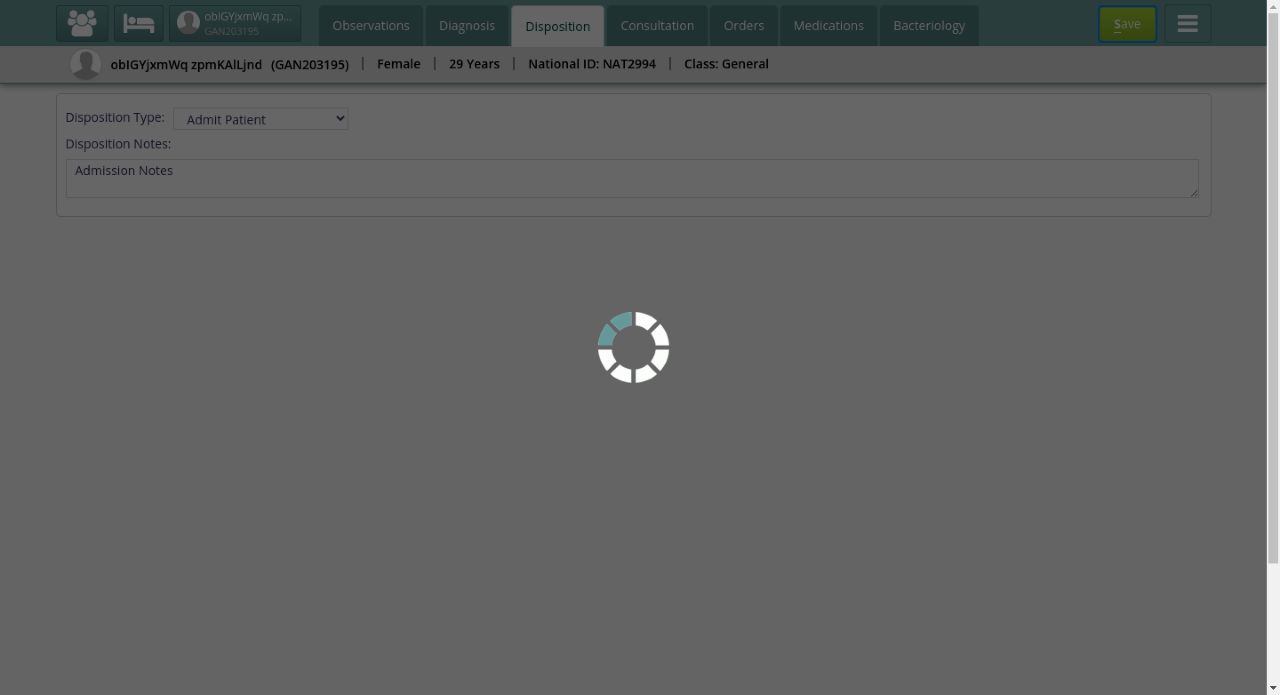 obIGYjxmWq zp...
GAN203195
Observations
Diagnosis
Disposition
Consultation
Orders
Medications
Bacteriology
Save
obIGYjxmWq zpmKAlLjnd (GAN203195) | Female | 29 Years | National ID: NAT2994 | Class: General
Disposition Type: Admit Patient
Disposition Notes:
Admission Notes